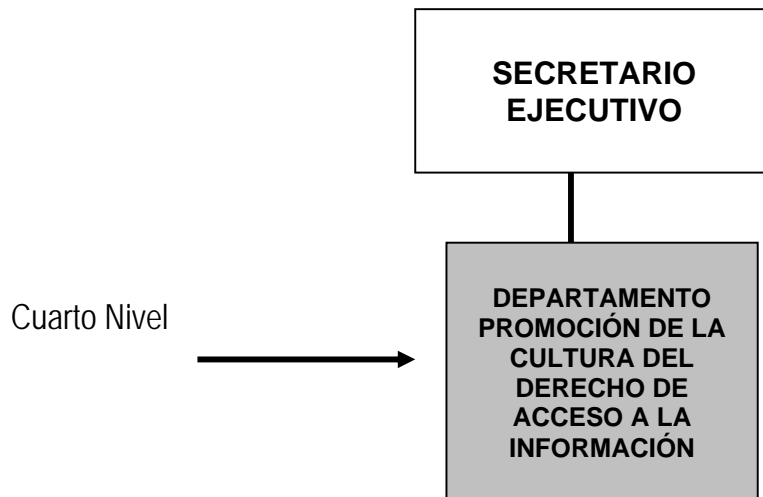 SECRETARIO
EJECUTIVO
Cuarto Nivel
DEPARTAMENTO
PROMOCIÓN DE LA
CULTURA DEL
DERECHO DE
ACCESO A LA
INFORMACIÓN